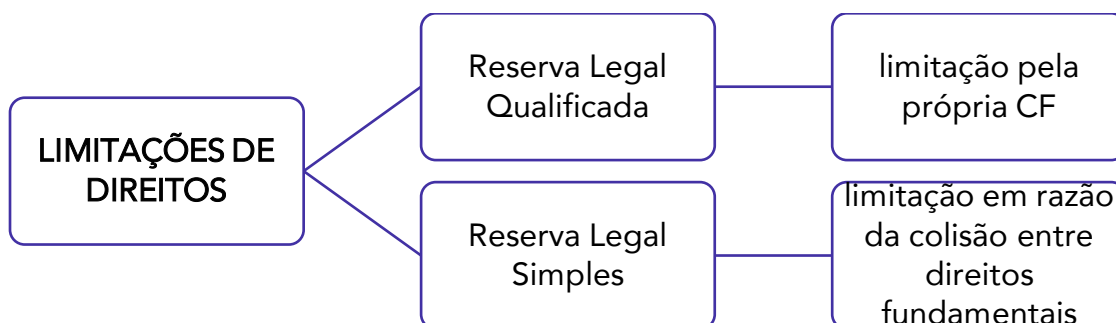 LIMITAÇÕES DE
DIREITOS
Reserva Legal
Qualificada
limitação pela
própria CF
Reserva Legal
Simples
limitação em razão
da colisão entre
direitos
fundamentais